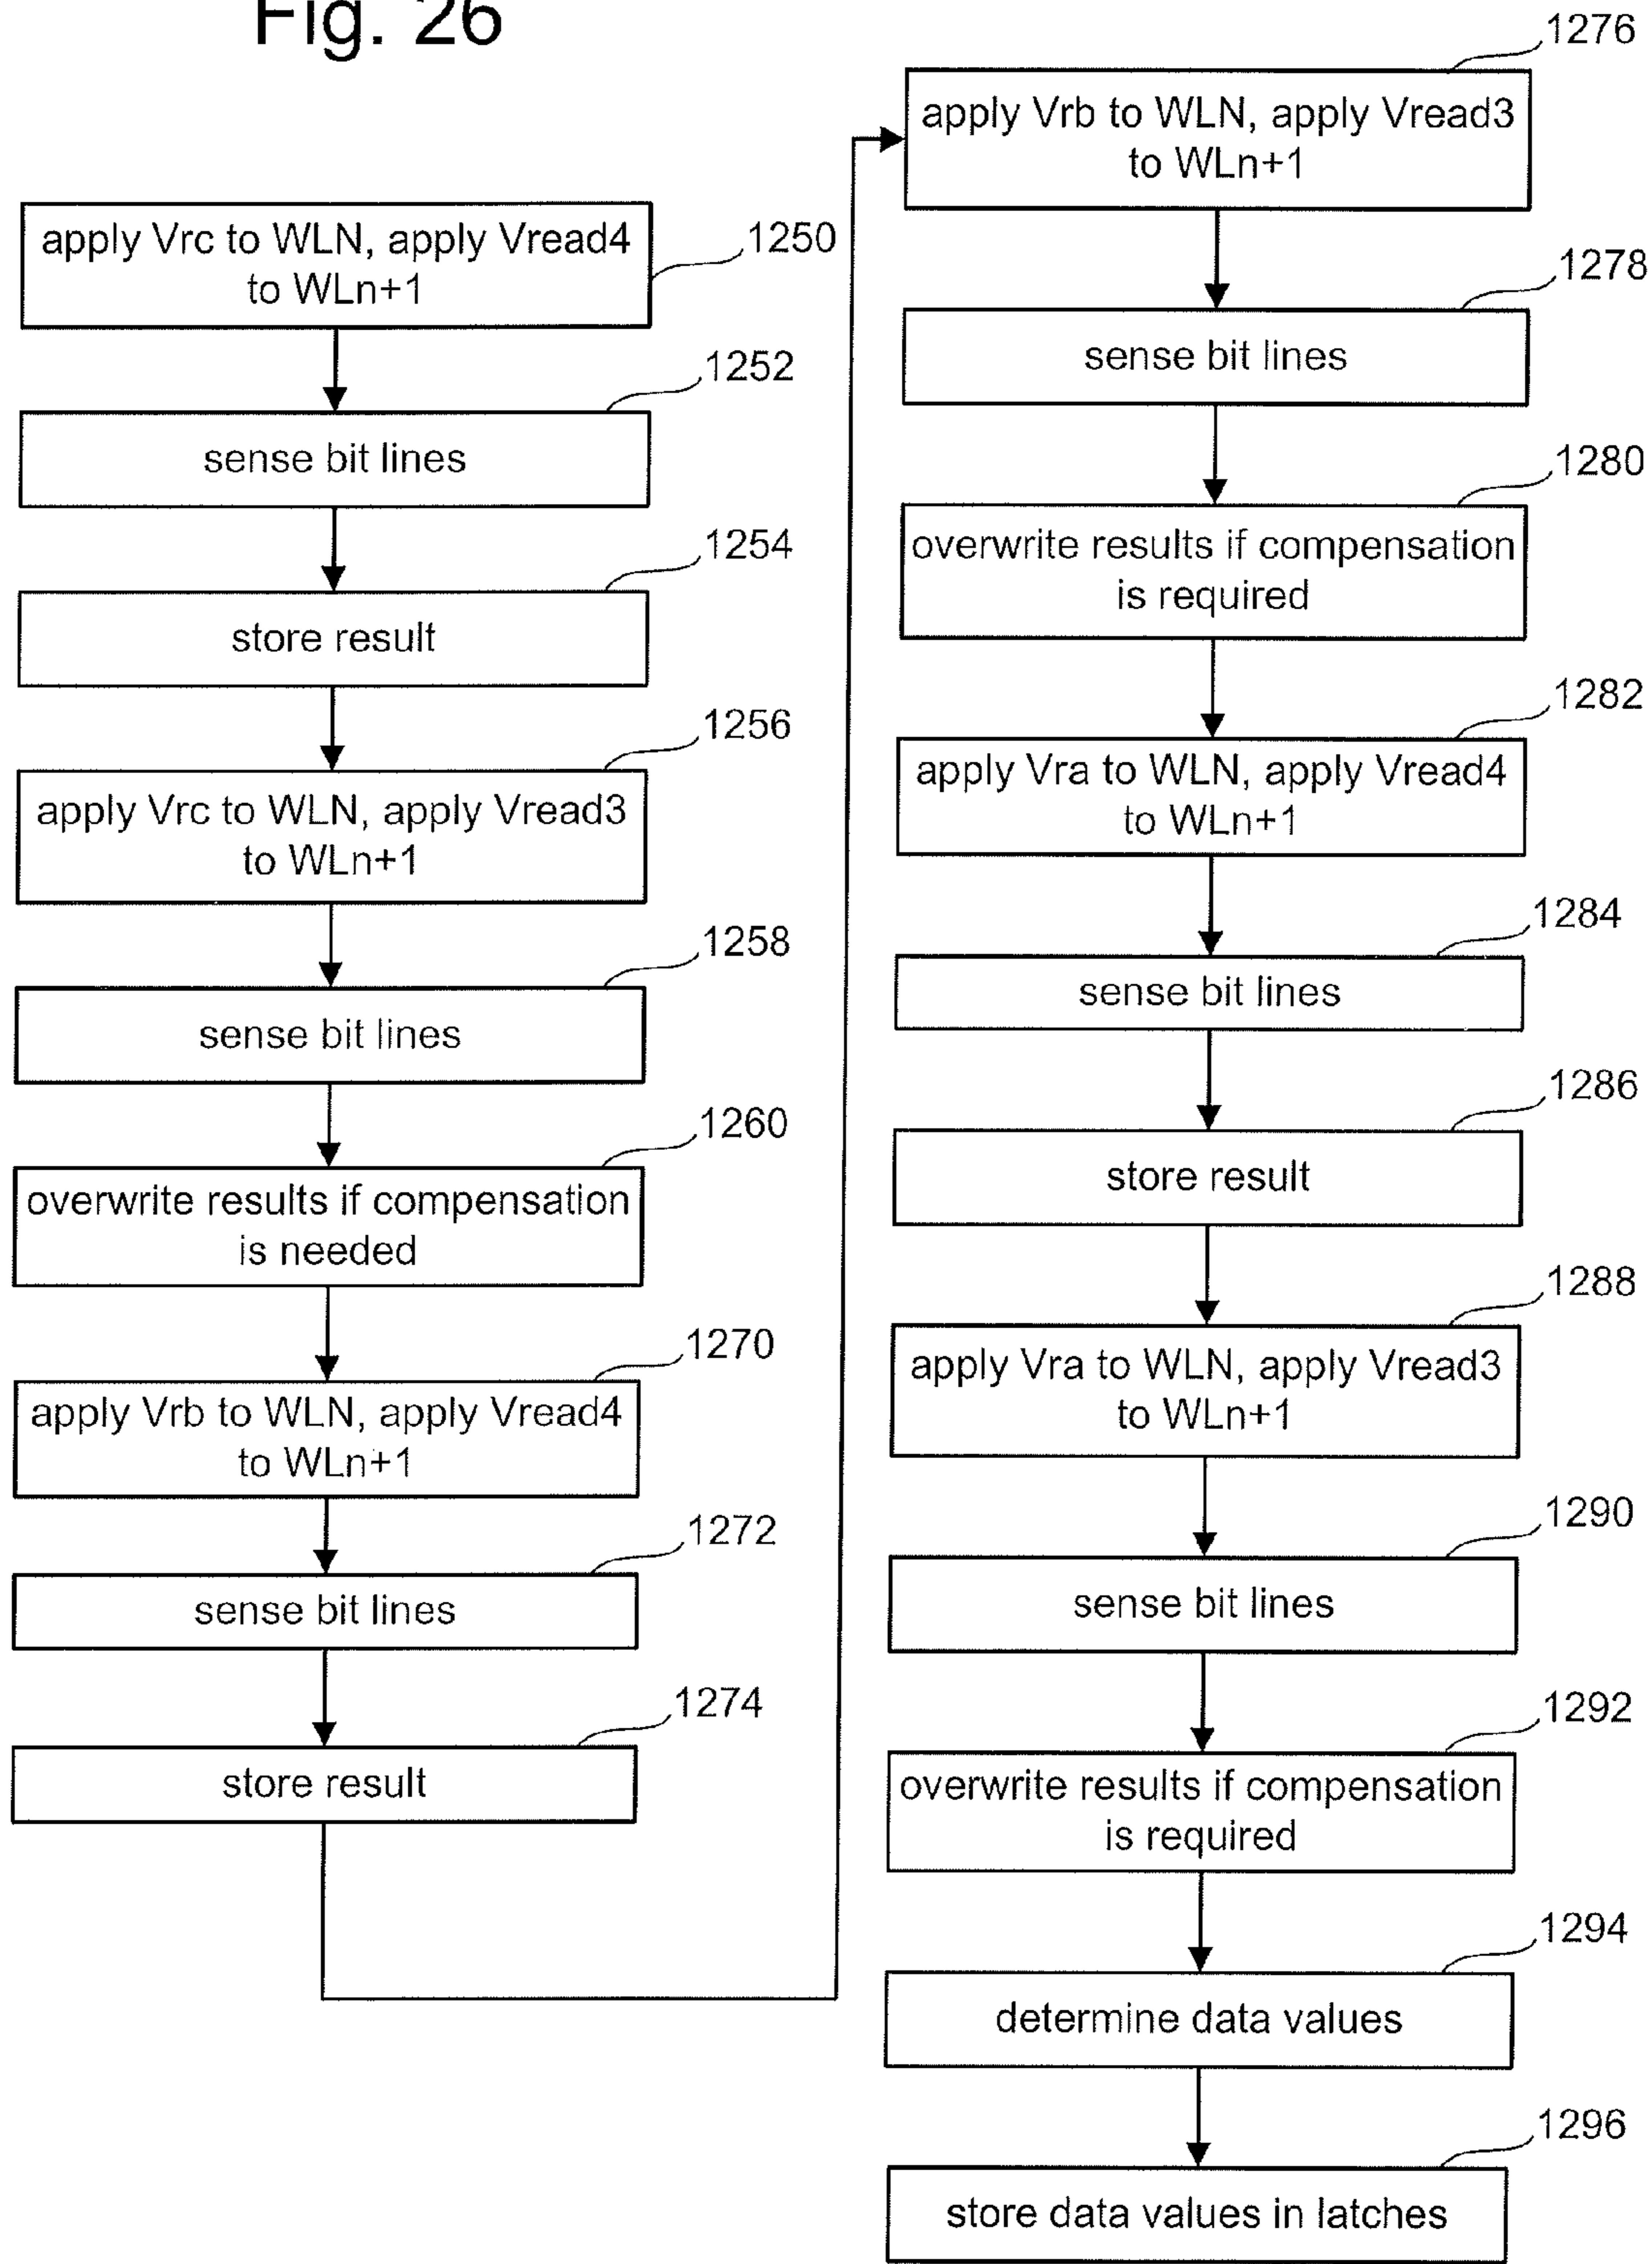 Fig. 26
apply Vrc to WLN, apply Vread4
to WLn+1
1250
sense bit lines
1252
store result
1254
apply Vrc to WLN, apply Vread3
to WLn+1
1256
sense bit lines
1258
overwrite results if compensation
is needed
1260
apply Vrb to WLN, apply Vread4
to WLn+1
1270
sense bit lines
1272
store result
1274
apply Vrb to WLN, apply Vread3
to WLn+1
1276
sense bit lines
1278
overwrite results if compensation
is required
1280
apply Vra to WLN, apply Vread4
to WLn+1
1282
sense bit lines
1284
store result
1286
apply Vra to WLN, apply Vread3
to WLn+1
1288
sense bit lines
1290
overwrite results if compensation
is required
1292
determine data values
1294
store data values in latches
1296